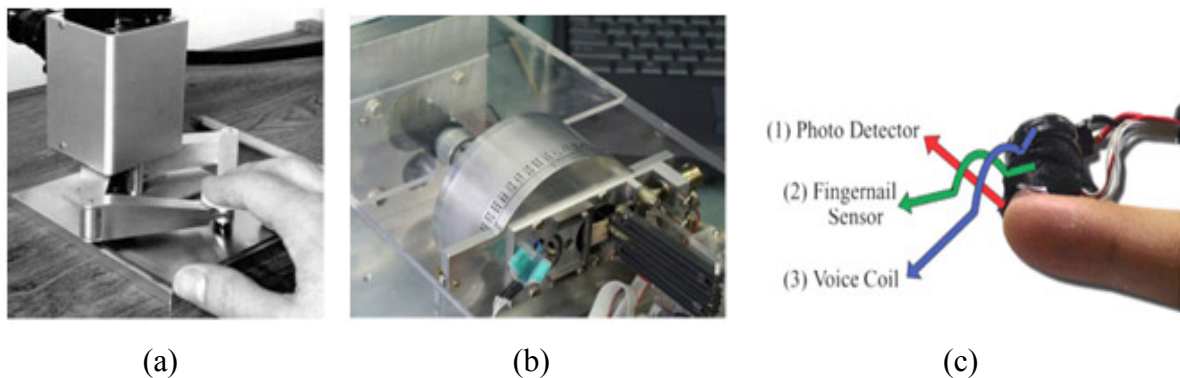 (1) Photo Detector
(2) Fingernail
Sensor
(3) Voice Coil
(a)
(b)
(c)